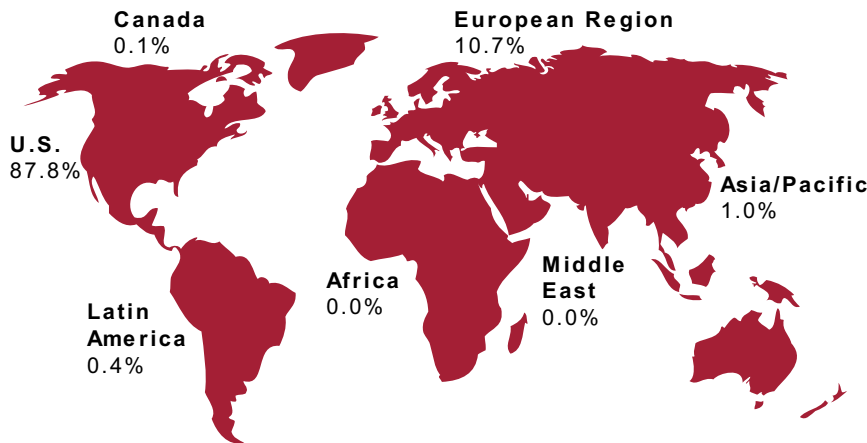 Canada
0.1%
European Region
10.7%
U.S.
87.8%
Asia/Pacific
1.0%
Africa
0.0%
Middle
East
0.0%
Latin
America
0.4%